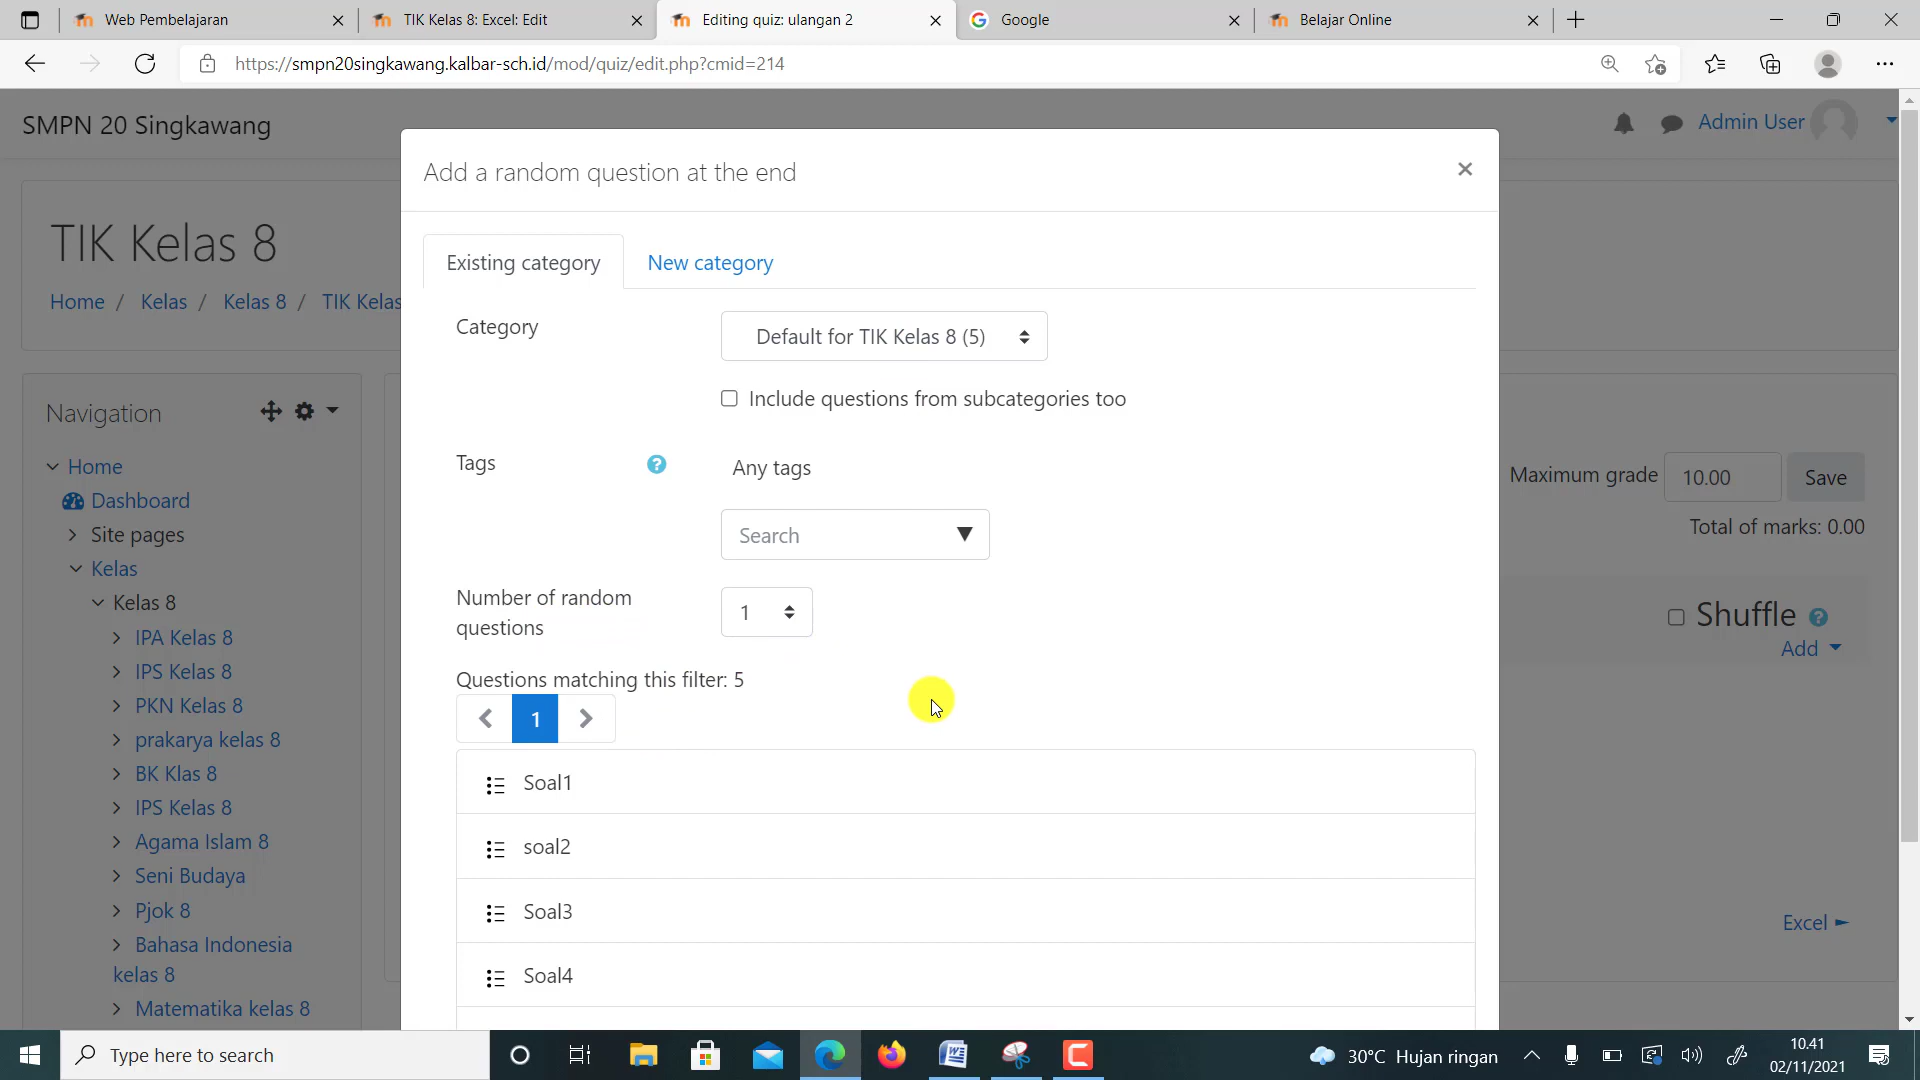 Web Pembelajaran
TIK Kelas 8: Excel: Edit
Editing quiz: ulangan 2
Google
Belajar Online
https://smpn20singkawang.kalbar-sch.id/mod/quiz/edit.php?cmid=214
SMPN 20 Singkawang
Admin User
TIK Kelas 8
Home / Kelas / Kelas 8 / TIK Kelas
Navigation
Home
Dashboard
Site pages
Kelas
Kelas 8
IPA Kelas 8
IPS Kelas 8
PKN Kelas 8
prakarya kelas 8
BK Klas 8
IPS Kelas 8
Agama Islam 8
Seni Budaya
Pjok 8
Bahasa Indonesia
kelas 8
Matematika kelas 8
Add a random question at the end
Existing category
New category
Category
Default for TIK Kelas 8 (5)
Include questions from subcategories too
Tags
Any tags
Search
Number of random
questions
1
Questions matching this filter: 5
1
Soal1
soal2
Soal3
Soal4
Maximum grade
10.00
Save
Total of marks: 0.00
Shuffle
Add
Excel
Type here to search
30°C Hujan ringan
10.41
02/11/2021